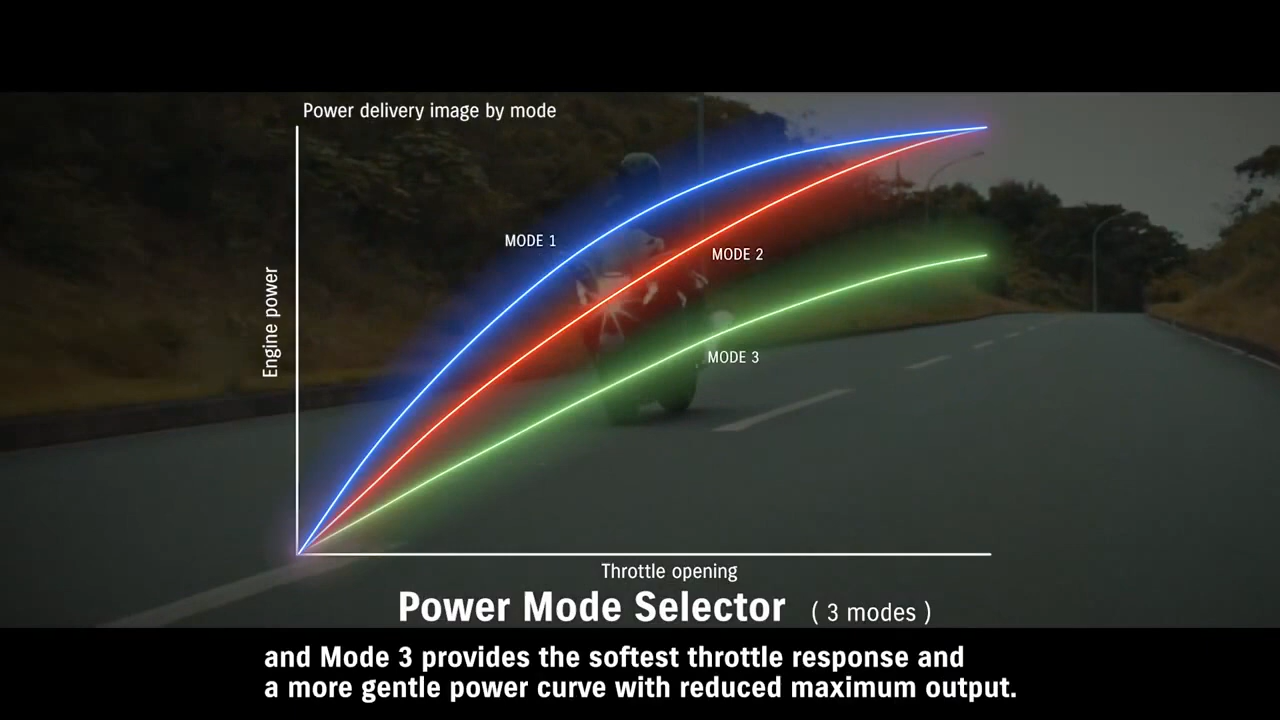 Power delivery image by mode
MODE 1
MODE 2
MODE 3
Engine power
Throttle opening
Power Mode Selector ( 3 modes )
and Mode 3 provides the softest throttle response and
a more gentle power curve with reduced maximum output.